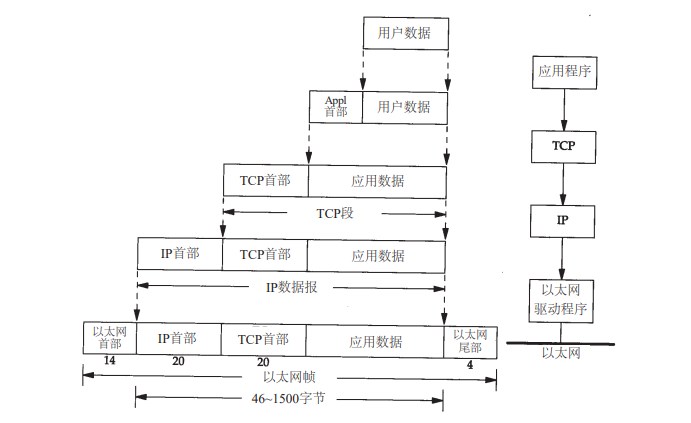 用户数据
Appl
首部
用户数据
TCP首部
应用数据
TCP段
IP首部
TCP首部
应用数据
IP数据报
以太网
首部
IP首部
TCP首部
应用数据
以太网
尾部
14
20
20
4
以太网帧
46~1500字节
应用程序
TCP
IP
以太网
驱动程序
以太网